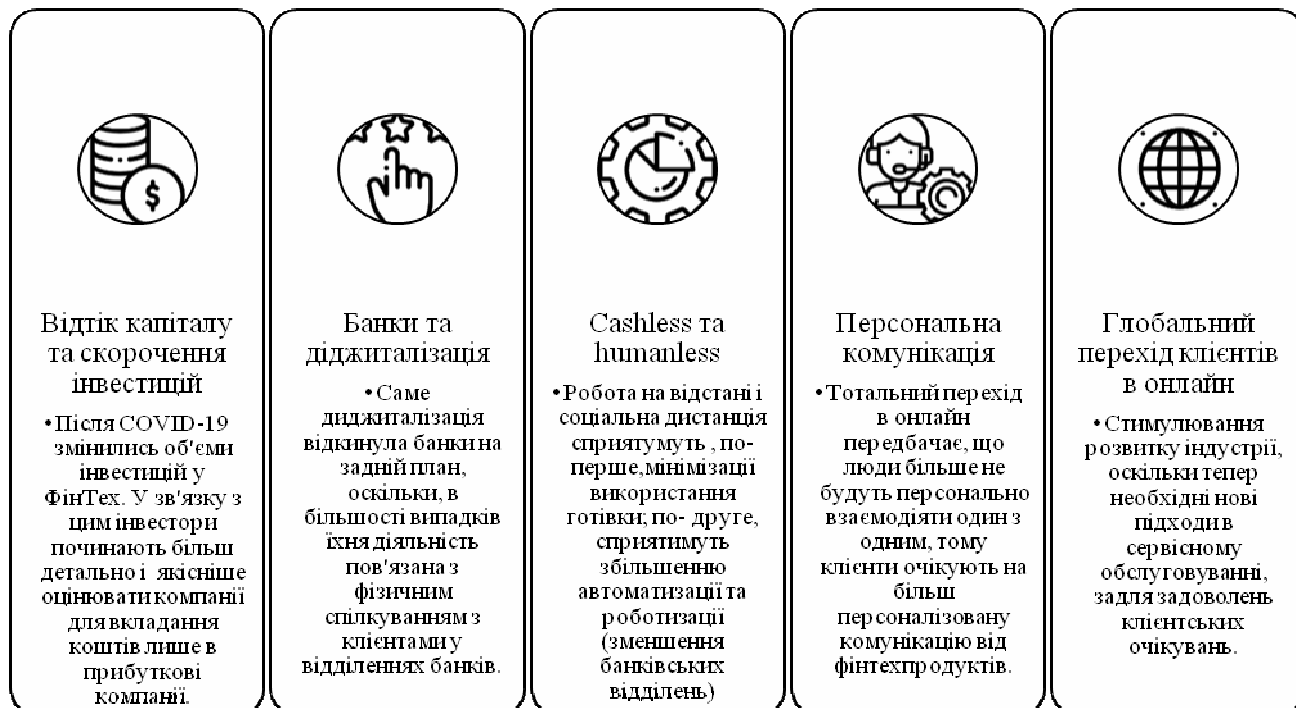 Відтік капіталу
та скорочення
інвестицій
•Після COVID-19
змінились об'єми
інвестицій у
ФінТех. У зв'язку з
цим інвестори
починають більш
детально і якісніше
оцінювати компанії
для вкладання
коштів лише в
прибуткові
компанії.
Банки та
діджиталізація
•Саме
диджиталізація
відкинула банки на
задній план,
оскільки, в
більшості випадків
їхня діяльність
пов'язана з
фізичним
спілкуванням з
клієнтами у
відділеннях банків.
Cashless та
humanless
•Робота на відстані і
соціальна дистанція
сприятумуть , по-
перше, мінімізації
використання
готівки; по- друге,
сприятимуть
збільшенню
автоматизації та
роботизації
(зменшення
банківських
відділень)
Персональна
комунікація
•Тотальний перехід
в онлайн
передбачає, що
люди більше не
будуть персонально
взаємодіяти один з
одним, тому
клієнти очікують на
більш
персоналізовану
комунікацію від
фінтехпродуктів.
Глобальний
перехід клієнтів
в онлайн
•Стимулювання
розвитку індустрії,
оскільки тепер
необхідні нові
підходи в
сервісному
обслуговуванні,
задля задоволень
клієнтських
очікувань.